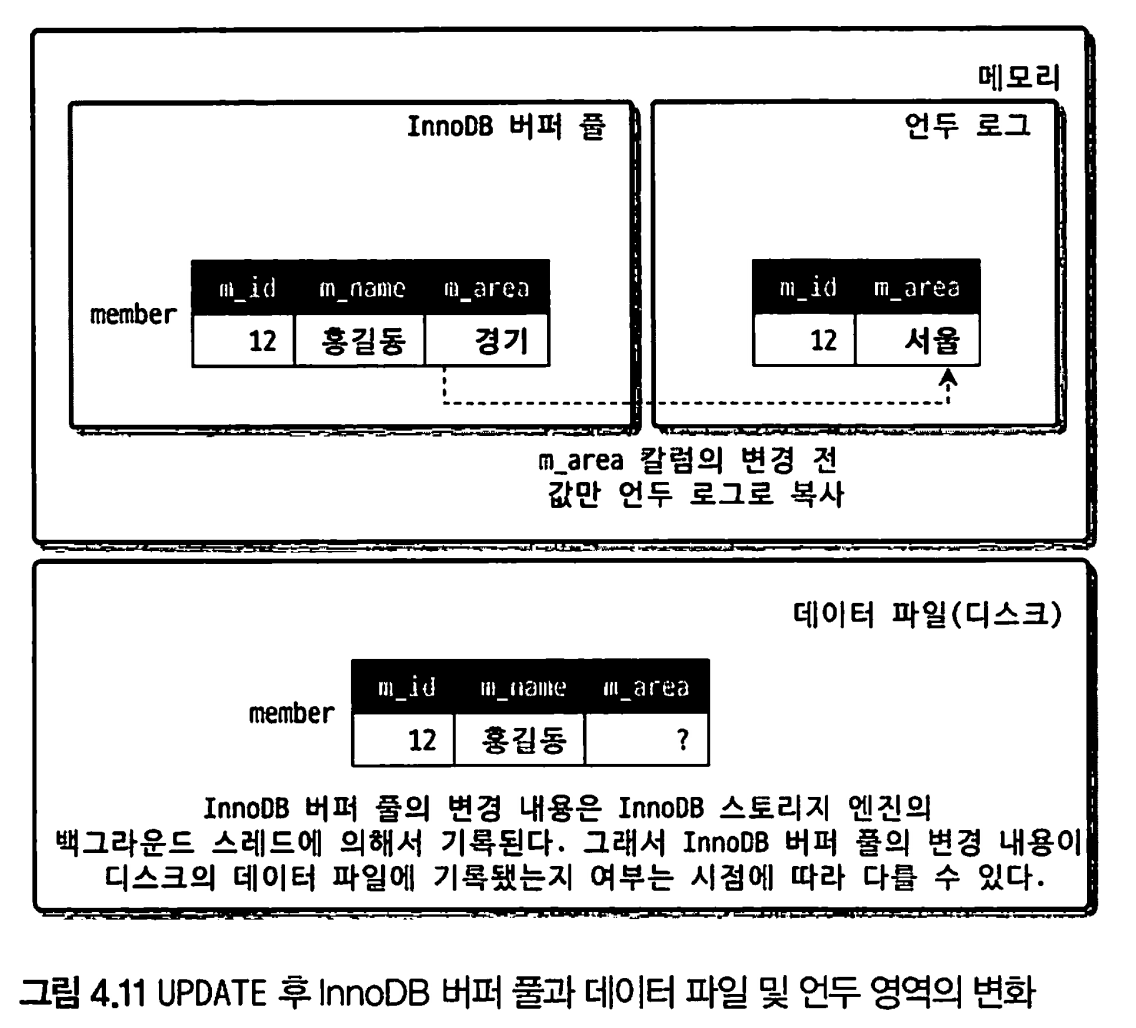 메모리
InnoDB 버퍼 풀
언두 로그
m_id m_name m_area
member
12 홍길동 경기
m_id m_area
12 서울
m_area 칼럼의 변경 전
값만 언두 로그로 복사
데이터 파일(디스크)
m_id m_name m_area
member
12 홍길동 ?
InnoDB 버퍼 풀의 변경 내용은 InnoDB 스토리지 엔진의
백그라운드 스레드에 의해서 기록된다. 그래서 InnoDB 버퍼 풀의 변경 내용이
디스크의 데이터 파일에 기록됐는지 여부는 시점에 따라 다를 수 있다.
그림 4.11 UPDATE 후 InnoDB 버퍼 풀과 데이터 파일 및 언두 영역의 변화